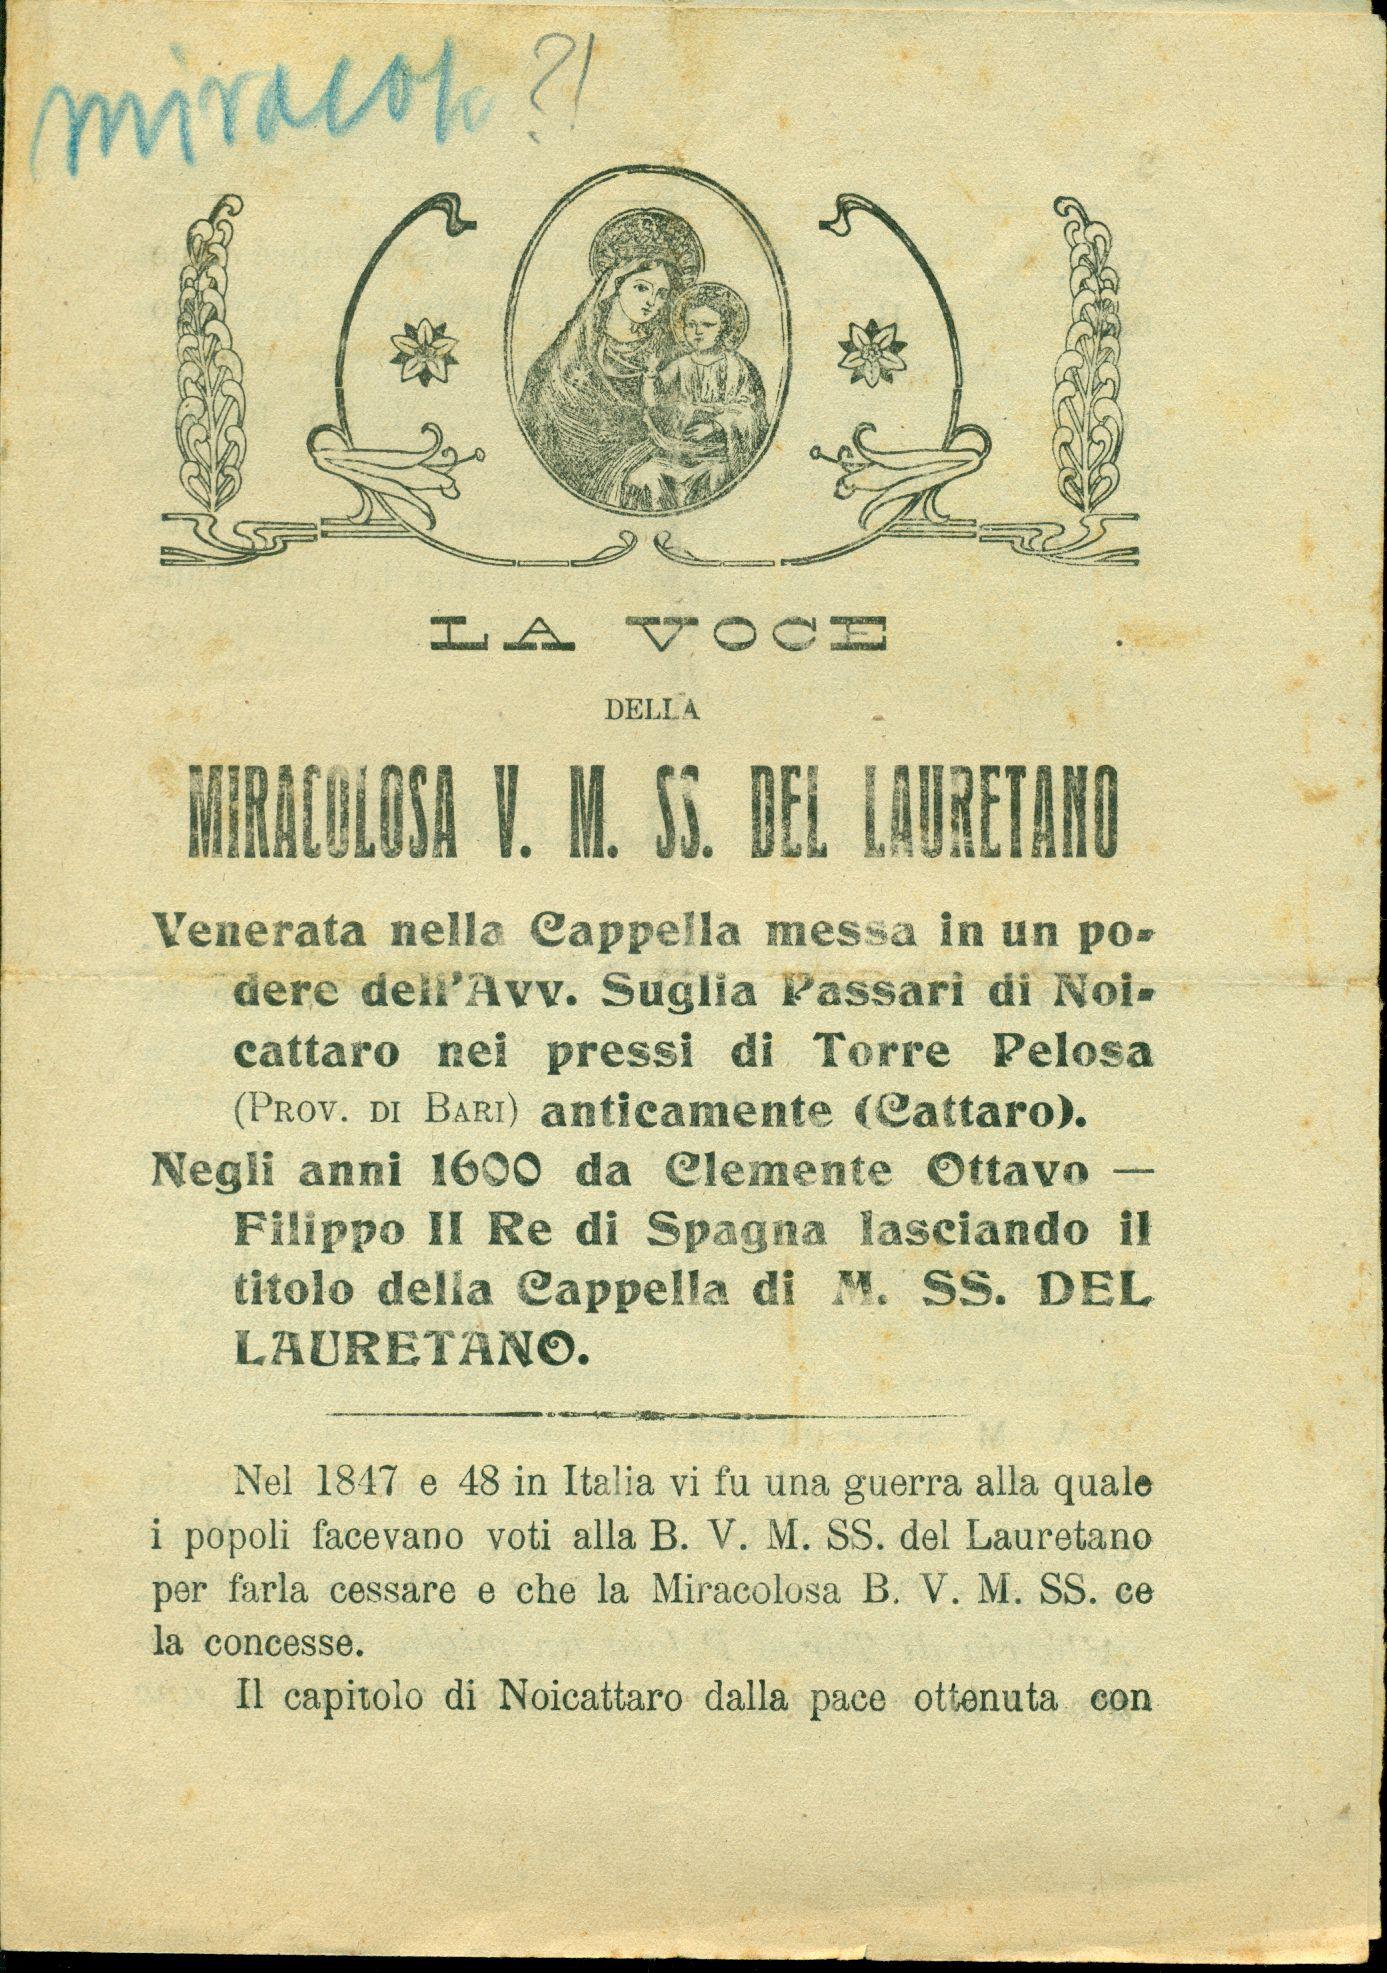 miracolo ?!
LA VOCE
DELLA
MIRACOLOSA V. M. SS. DEL LAURETANO
Venerata nella Cappella messa in un po-
dere dell'Avv. Suglia Passari di Noi-
cattaro nei pressi di Torre Pelosa
(PROV. DI BARI) anticamente (Cattaro).
Negli anni 1600 da Clemente Ottavo —
Filippo II Re di Spagna lasciando il
titolo della Cappella di M. SS. DEL
LAURETANO.
Nel 1847 e 48 in Italia vi fu una guerra alla quale
i popoli facevano voti alla B. V. M. SS. del Lauretano
per farla cessare e che la Miracolosa B. V. M. SS. ce
la concesse.
Il capitolo di Noicattaro dalla pace ottenuta con